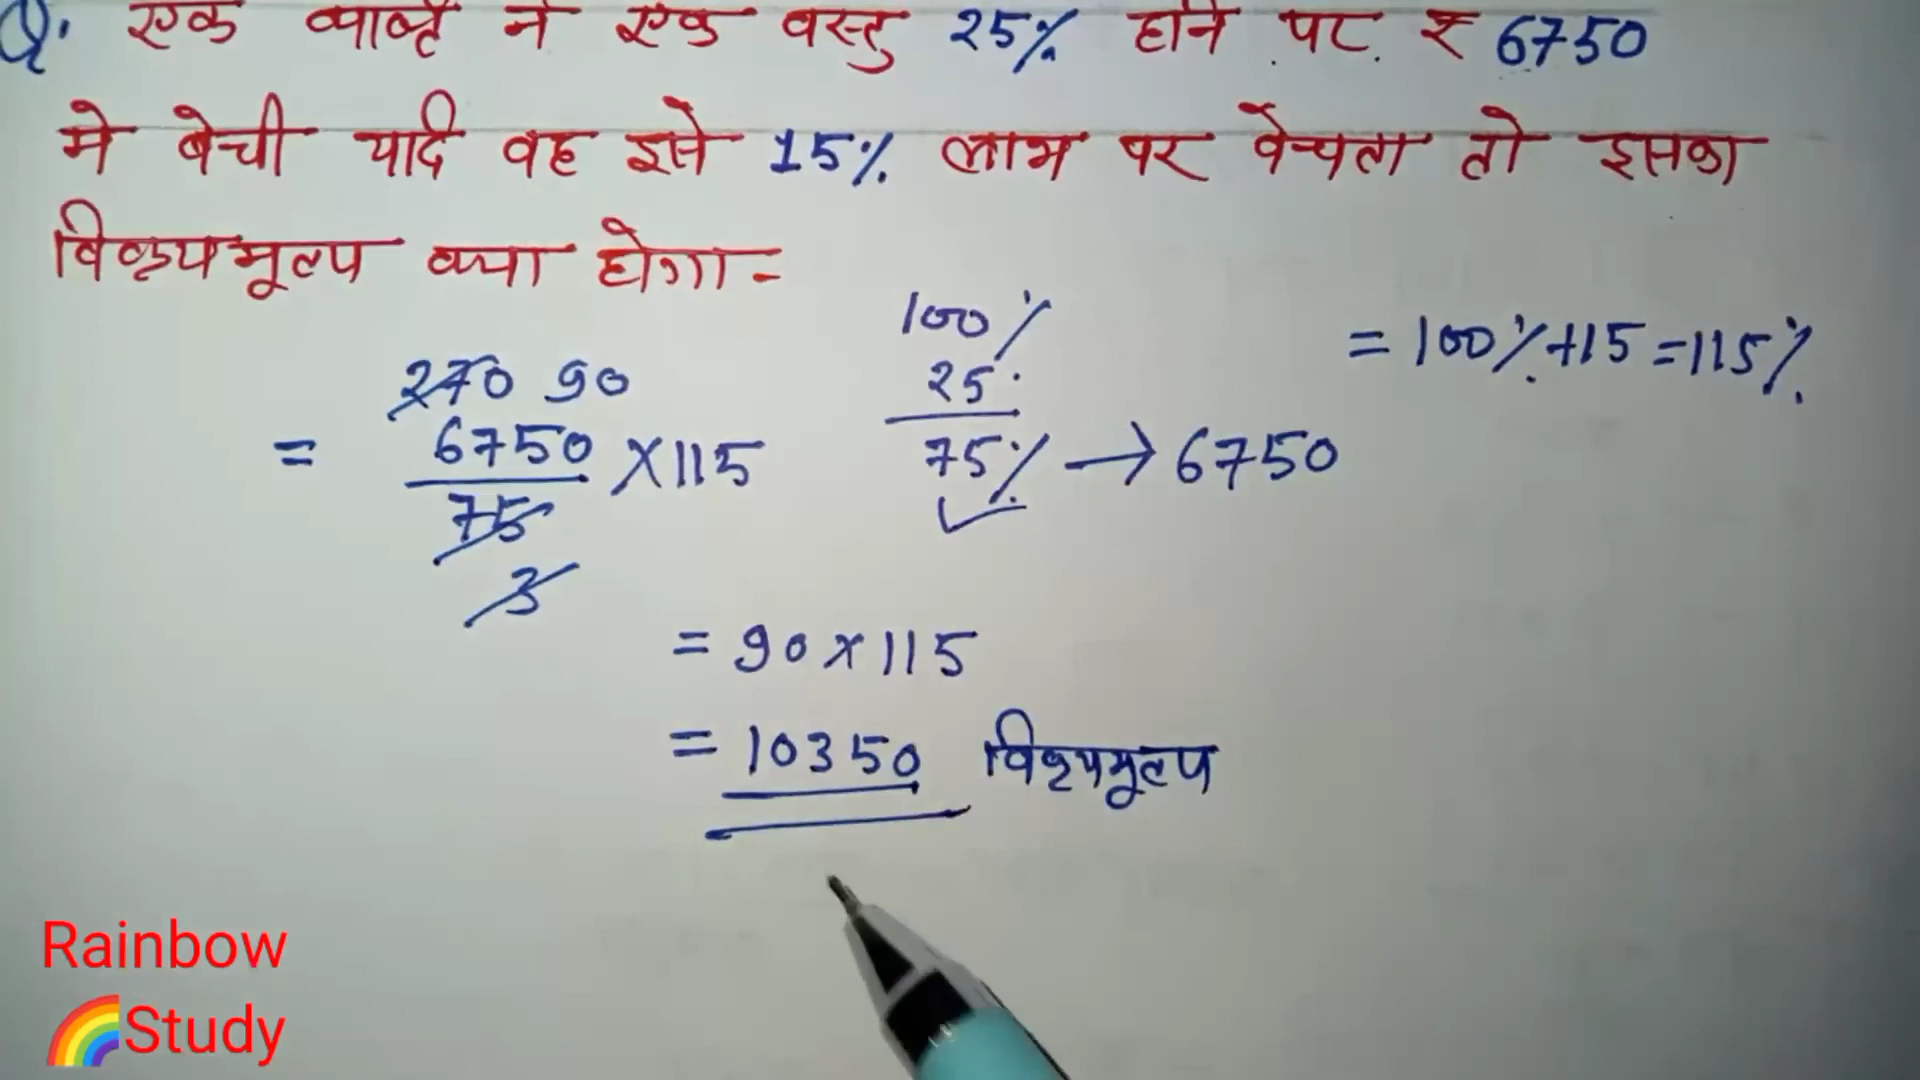 Q. एक व्यक्ति ने एक वस्तु 25% हानि पर ₹ 6750
मे बेची यदि वह इसे 15% लाभ पर बेचता तो इसका
विक्रयमूल्य क्या होगा -
100%
25
75% → 6750
= 100% + 15 = 115%
270 90
= 6750 × 115
75
3
= 90 × 115
= 10350 विक्रयमूल्य
Rainbow
Study